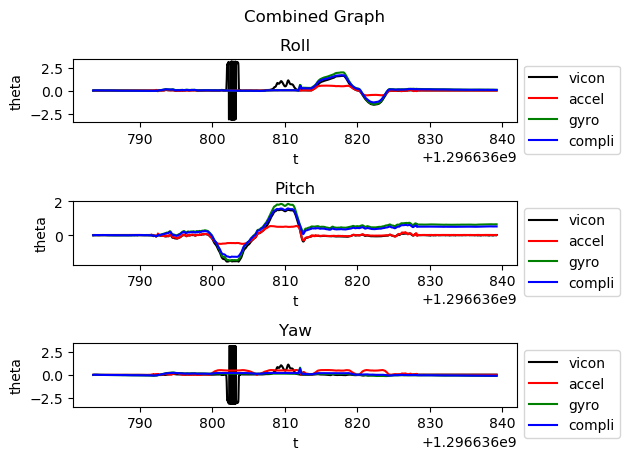 Combined Graph
Roll
2.5
0.0
−2.5
theta
790 800 810 820 830 840
t
+1.296636e9
vicon
accel
gyro
compli
Pitch
2
0
theta
790 800 810 820 830 840
t
+1.296636e9
vicon
accel
gyro
compli
Yaw
2.5
0.0
−2.5
theta
790 800 810 820 830 840
t
+1.296636e9
vicon
accel
gyro
compli